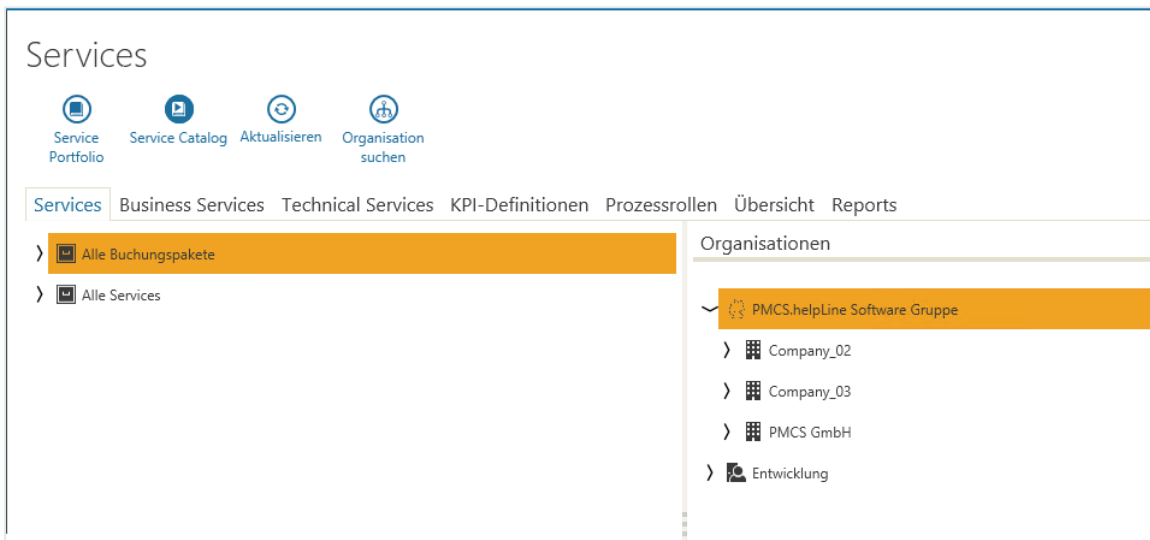 Services
Service Portfolio
Service Catalog
Aktualisieren
Organisation suchen
Services Business Services Technical Services KPI-Definitionen Prozessrollen Übersicht Reports
Alle Buchungspakete
Alle Services
Organisationen
PMCS.helpLine Software Gruppe
Company_02
Company_03
PMCS GmbH
Entwicklung